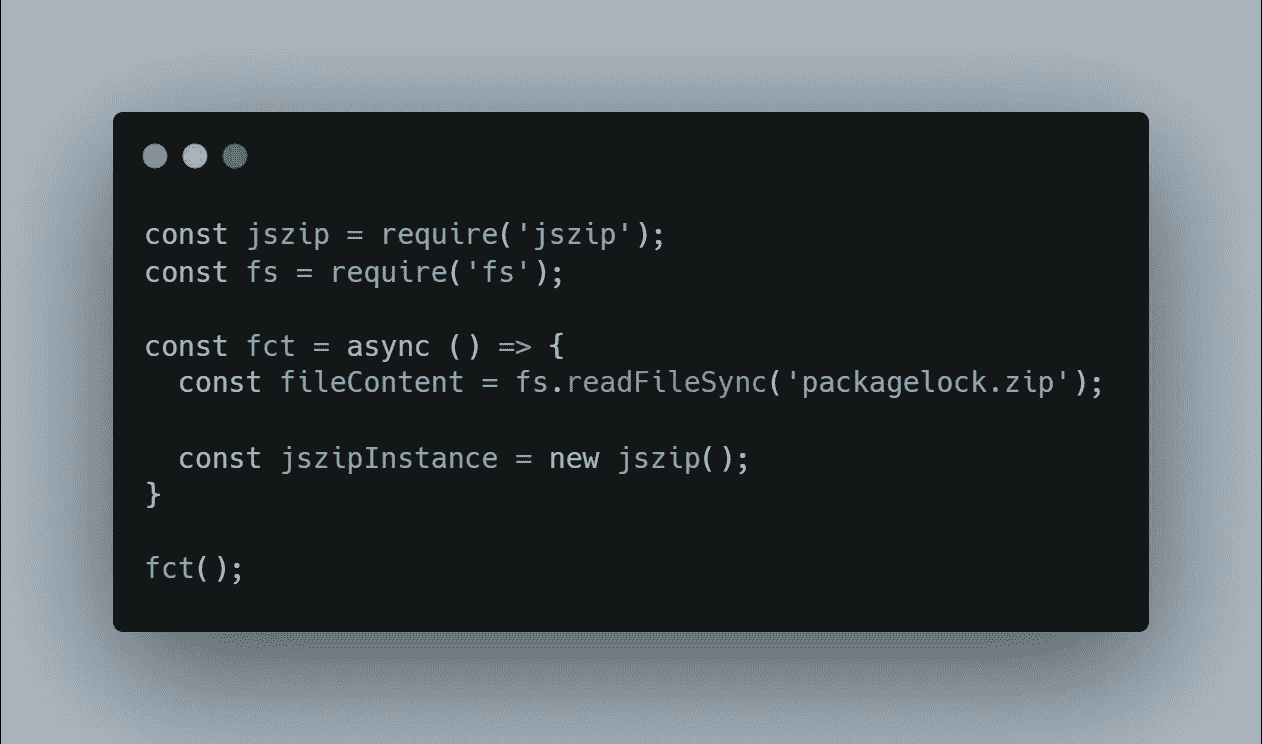 const jszip = require('jszip');
const fs = require('fs');
const fct = async () => {
  const fileContent = fs.readFileSync('packagelock.zip');
  const jszipInstance = new jszip();
}
fct();